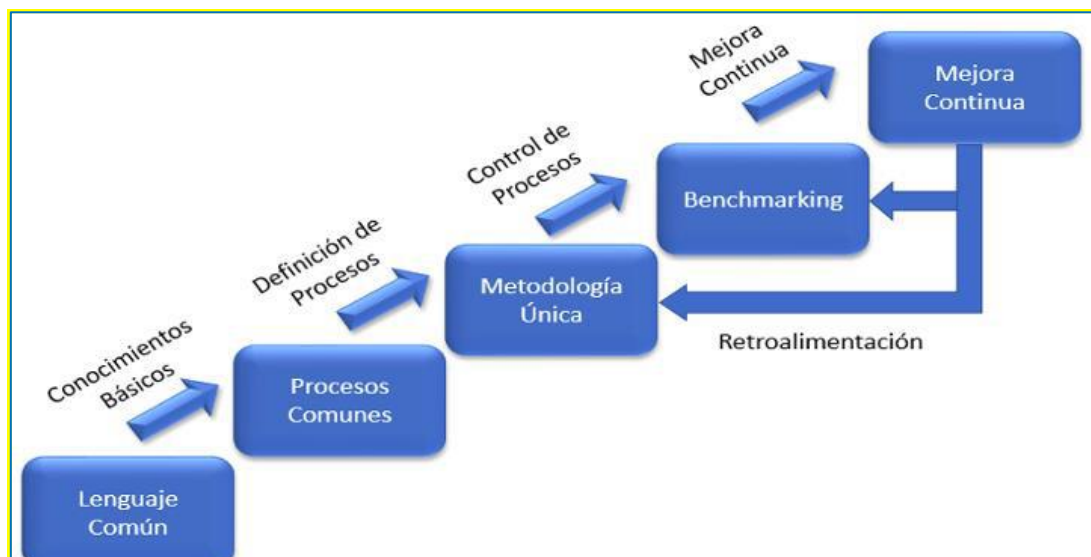 Mejora
Continua
Mejora
Continua
Control de
Procesos
Benchmarking
Definición de
Procesos
Metodología
Única
Retroalimentación
Conocimientos
Básicos
Procesos
Comunes
Lenguaje
Común